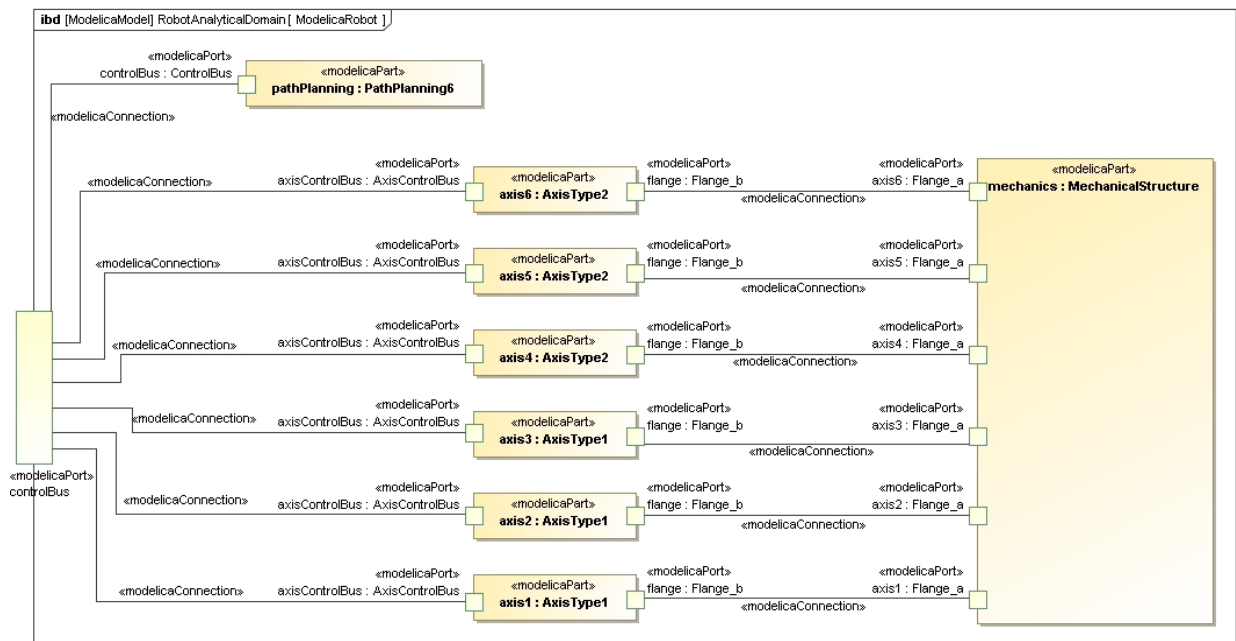 ibd [ModelicaModel] RobotAnalyticalDomain [ ModelicaRobot ]
«modelicaPort»
controlBus : ControlBus
«modelicaPart»
pathPlanning : PathPlanning6
«modelicaConnection»
«modelicaPort»
axisControlBus : AxisControlBus
«modelicaConnection»
«modelicaPart»
axis6 : AxisType2
«modelicaPort»
flange : Flange_b
«modelicaConnection»
«modelicaPort»
axis6 : Flange_a
«modelicaPart»
mechanics : MechanicalStructure
«modelicaConnection»
«modelicaPort»
axisControlBus : AxisControlBus
«modelicaPart»
axis5 : AxisType2
«modelicaPort»
flange : Flange_b
«modelicaConnection»
«modelicaPort»
axis5 : Flange_a
«modelicaConnection»
«modelicaPort»
axisControlBus : AxisControlBus
«modelicaPart»
axis4 : AxisType2
«modelicaPort»
flange : Flange_b
«modelicaConnection»
«modelicaPort»
axis4 : Flange_a
«modelicaConnection»
«modelicaPort»
axisControlBus : AxisControlBus
«modelicaPart»
axis3 : AxisType1
«modelicaPort»
flange : Flange_b
«modelicaConnection»
«modelicaPort»
axis3 : Flange_a
«modelicaPort»
controlBus
«modelicaConnection»
«modelicaPort»
axisControlBus : AxisControlBus
«modelicaPart»
axis2 : AxisType1
«modelicaPort»
flange : Flange_b
«modelicaConnection»
«modelicaPort»
axis2 : Flange_a
«modelicaConnection»
«modelicaPort»
axisControlBus : AxisControlBus
«modelicaPart»
axis1 : AxisType1
«modelicaPort»
flange : Flange_b
«modelicaConnection»
«modelicaPort»
axis1 : Flange_a